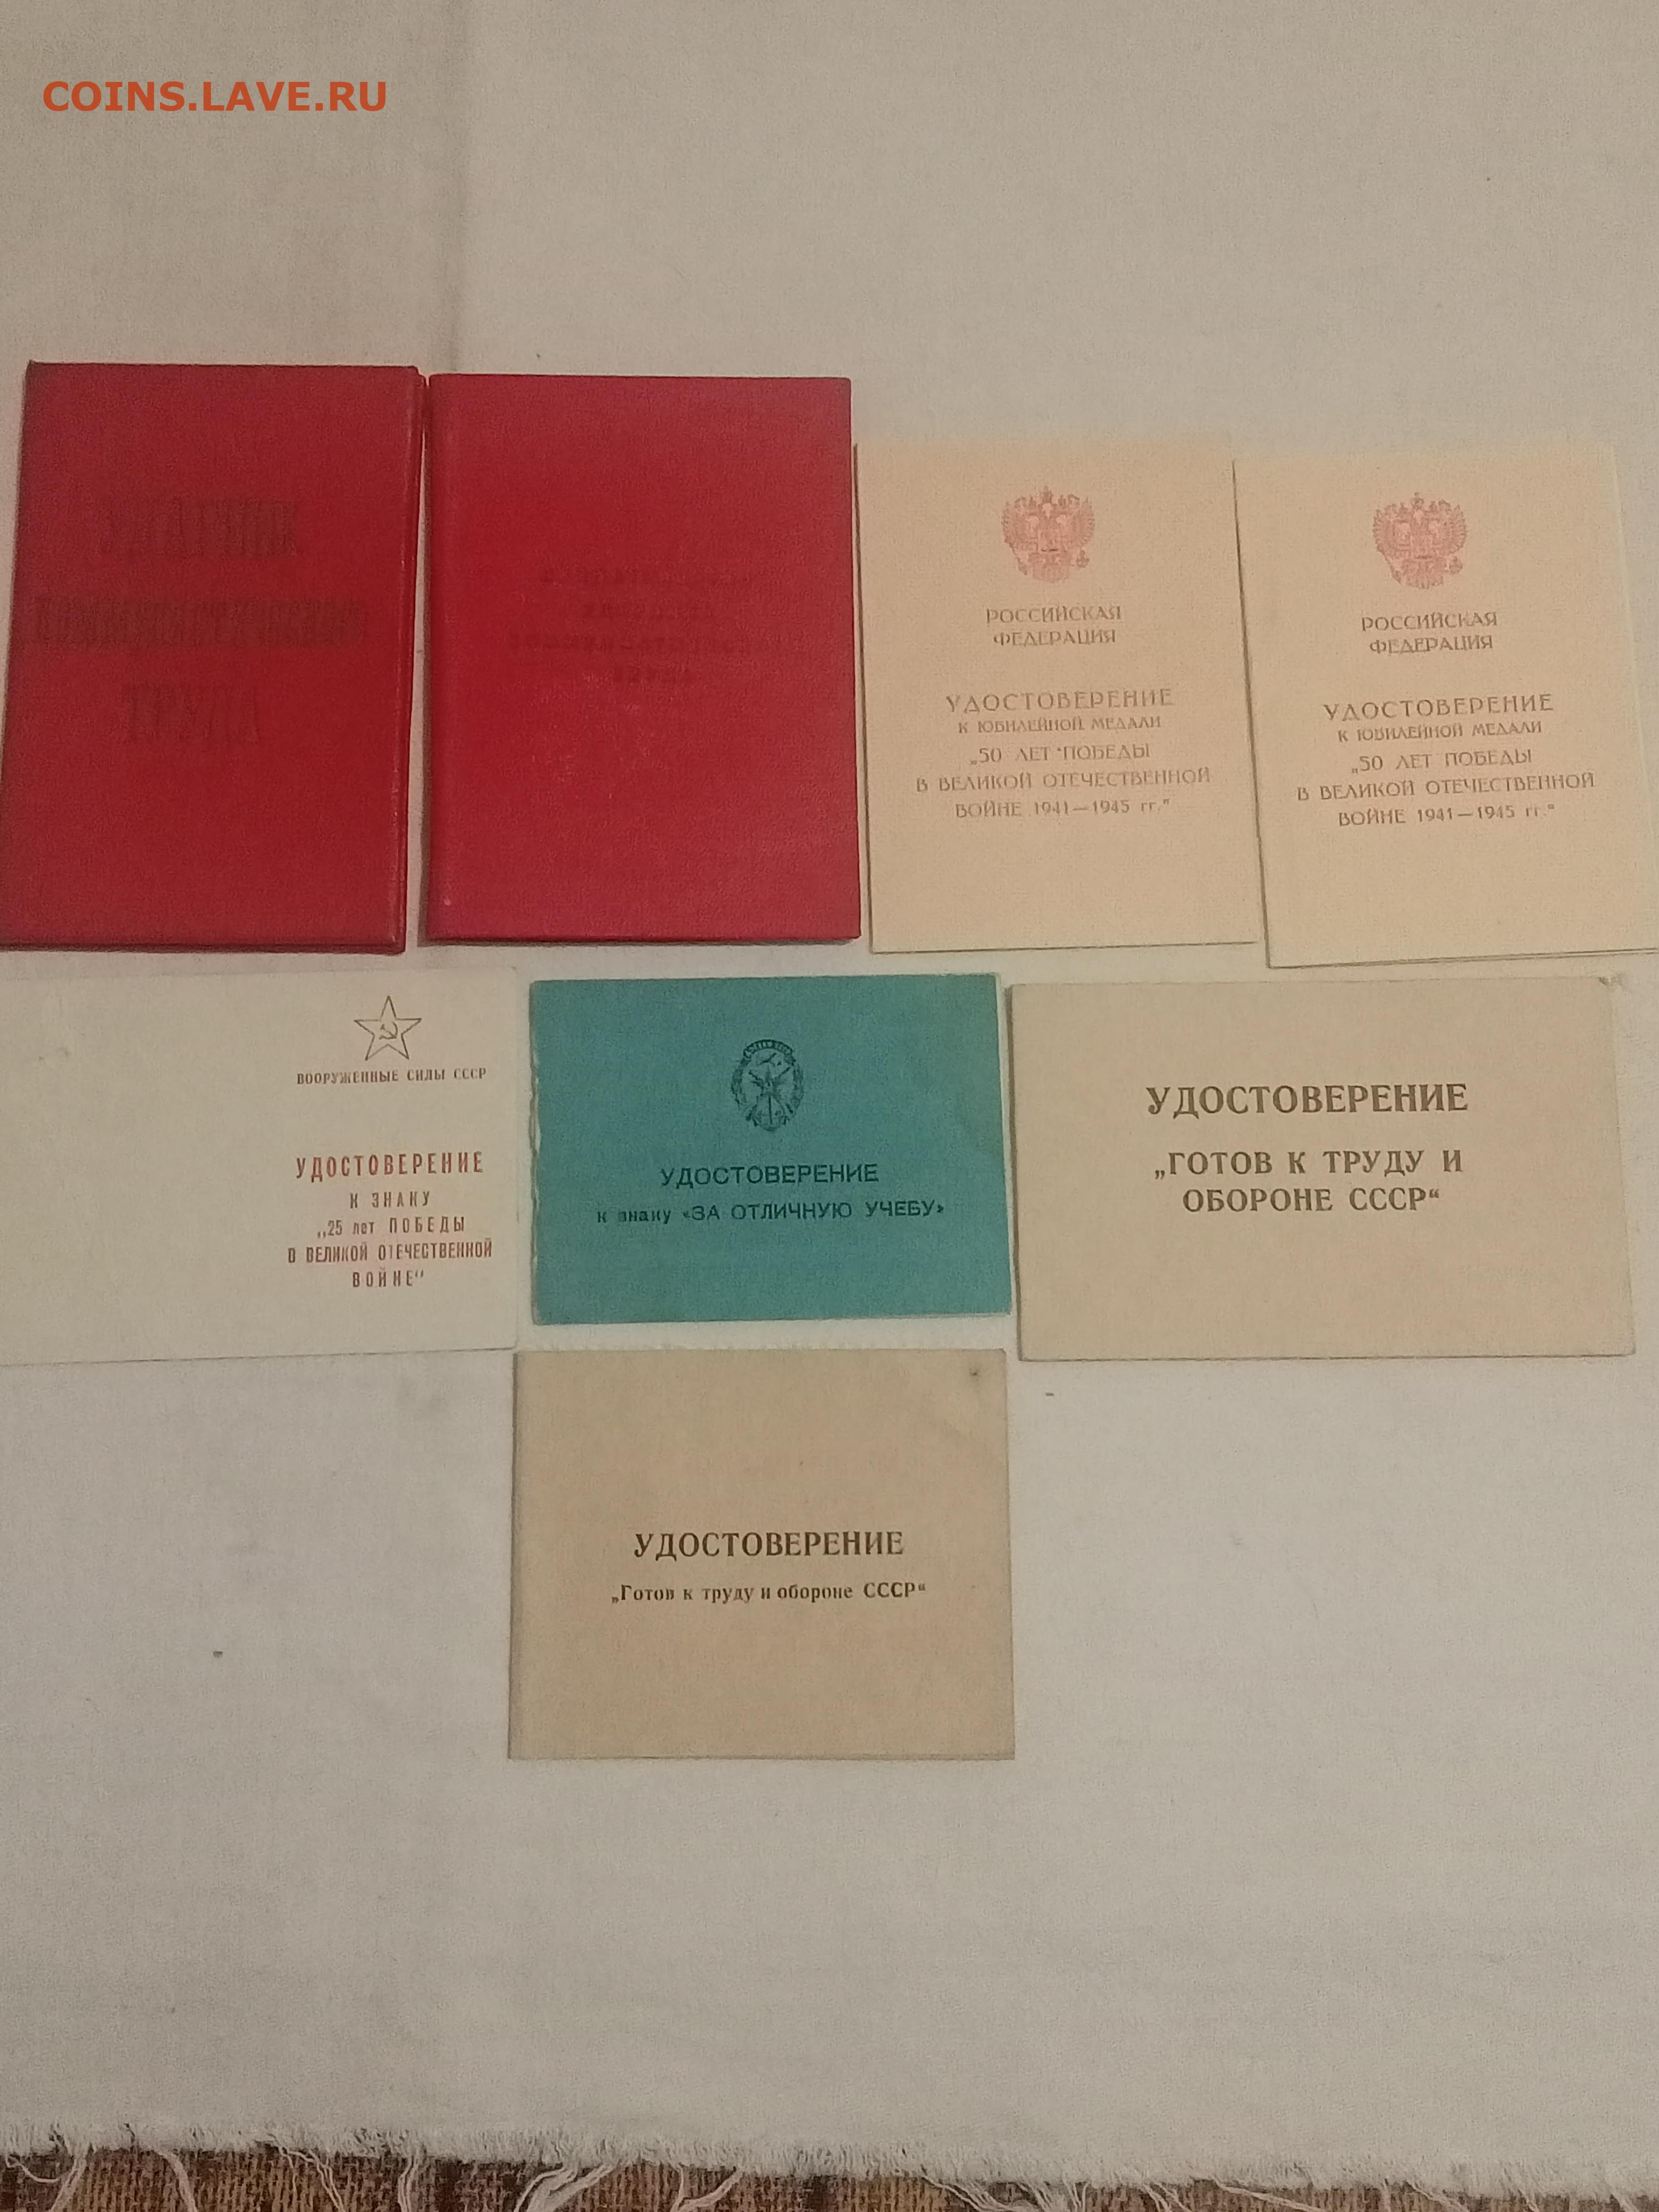 COINS.LAVE.RU
УДАРНИК
КОММУНИСТИЧЕСКОГО
ТРУДА
РОССИЙСКАЯ
ФЕДЕРАЦИЯ
УДОСТОВЕРЕНИЕ
К ЮБИЛЕЙНОЙ МЕДАЛИ
„50 ЛЕТ ПОБЕДЫ
В ВЕЛИКОЙ ОТЕЧЕСТВЕННОЙ
ВОЙНЕ 1941—1945 гг.“
РОССИЙСКАЯ
ФЕДЕРАЦИЯ
УДОСТОВЕРЕНИЕ
К ЮБИЛЕЙНОЙ МЕДАЛИ
„50 ЛЕТ ПОБЕДЫ
В ВЕЛИКОЙ ОТЕЧЕСТВЕННОЙ
ВОЙНЕ 1941—1945 гг.“
ВООРУЖЕННЫЕ СИЛЫ СССР
УДОСТОВЕРЕНИЕ
К ЗНАКУ
„25 лет ПОБЕДЫ
В ВЕЛИКОЙ ОТЕЧЕСТВЕННОЙ
ВОЙНЕ“
УДОСТОВЕРЕНИЕ
к знаку «ЗА ОТЛИЧНУЮ УЧЕБУ»
УДОСТОВЕРЕНИЕ
„ГОТОВ К ТРУДУ И
ОБОРОНЕ СССР“
УДОСТОВЕРЕНИЕ
„Готов к труду и обороне СССР“